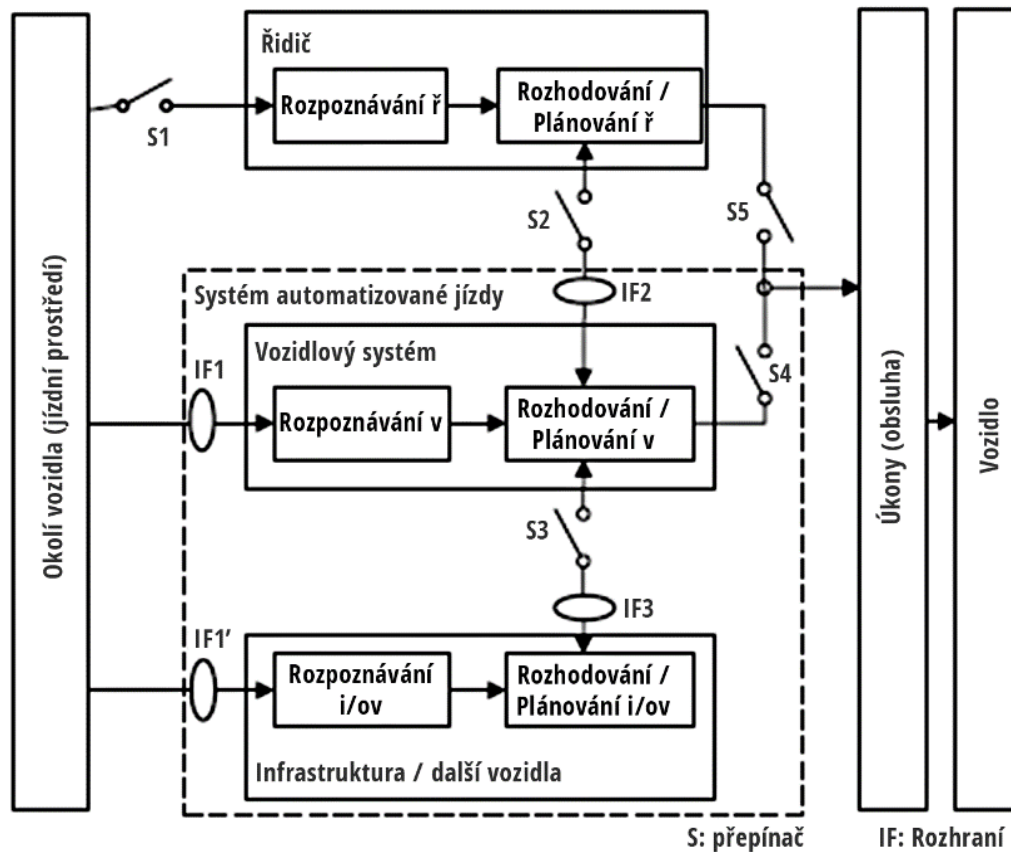 Okolí vozidla (jízdní prostředí)
Řidič
Rozpoznávání ř
Rozhodování /
Plánování ř
S1
S2
S5
Systém automatizované jízdy
IF2
Vozidlový systém
IF1
Rozpoznávání v
Rozhodování /
Plánování v
S4
S3
IF3
IF1’
Rozpoznávání
i/ov
Rozhodování /
Plánování i/ov
Infrastruktura / další vozidla
Úkony (obsluha)
Vozidlo
S: přepínač
IF: Rozhraní